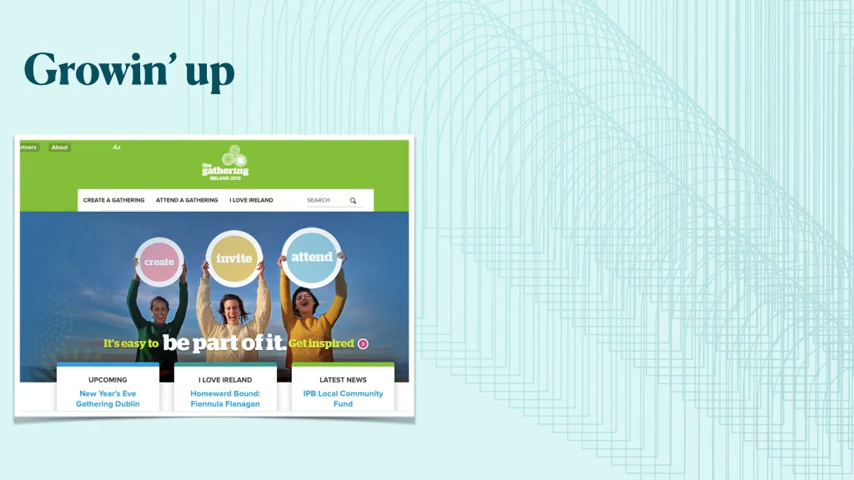 Growin' up
rtners
About
AA
the
gathering
IRELAND 2013
CREATE A GATHERING
ATTEND A GATHERING
I LOVE IRELAND
SEARCH
create
invite
attend
It's easy to be part of it. Get inspired
UPCOMING
New Year's Eve
Gathering Dublin
I LOVE IRELAND
Homeward Bound:
Fionnula Flanagan
LATEST NEWS
IPB Local Community
Fund